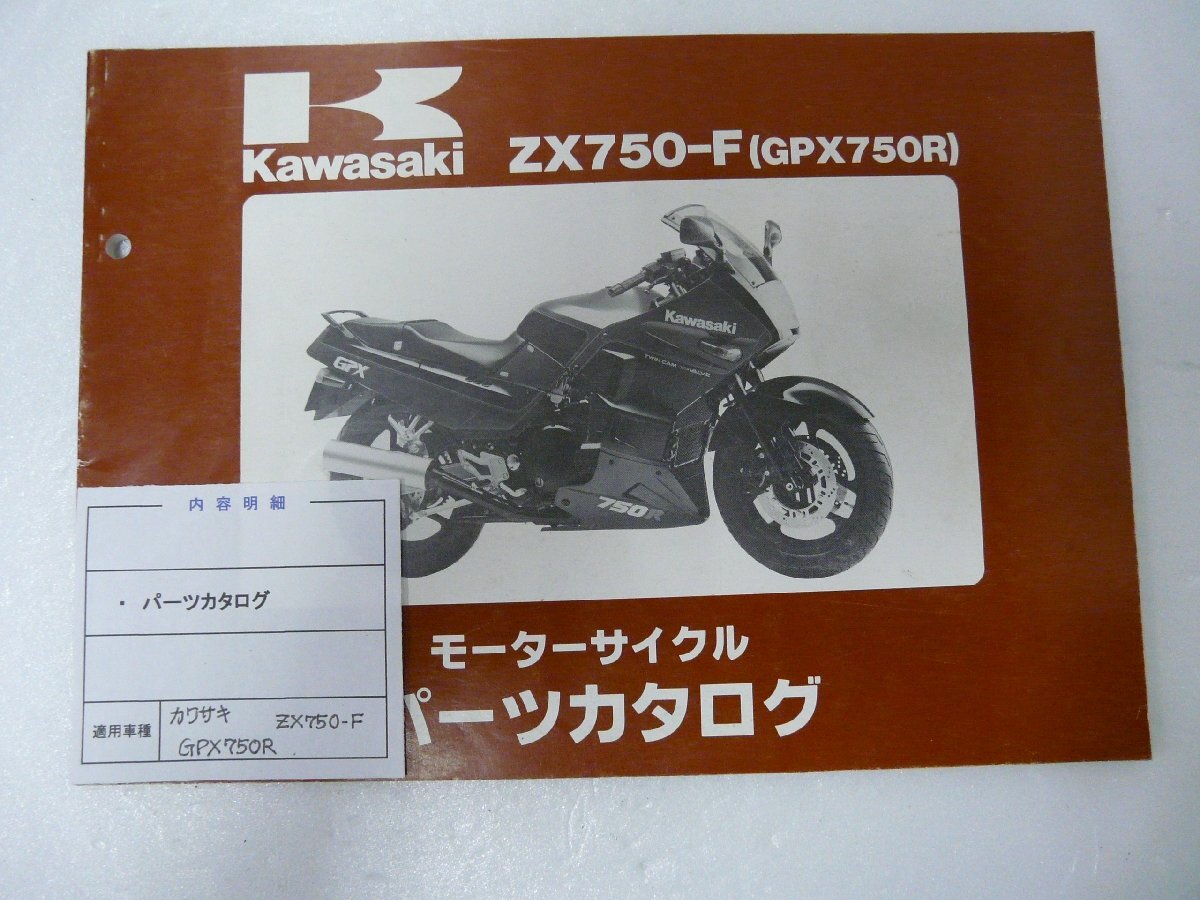 Kawasaki
ZX750-F (GPX750R)
Kawasaki
TWIN CAM
GPX
750R
モーターサイクル
パーツカタログ
内容明細
・ パーツカタログ
適用車種
カワサキ ZX750-F
GPX750R